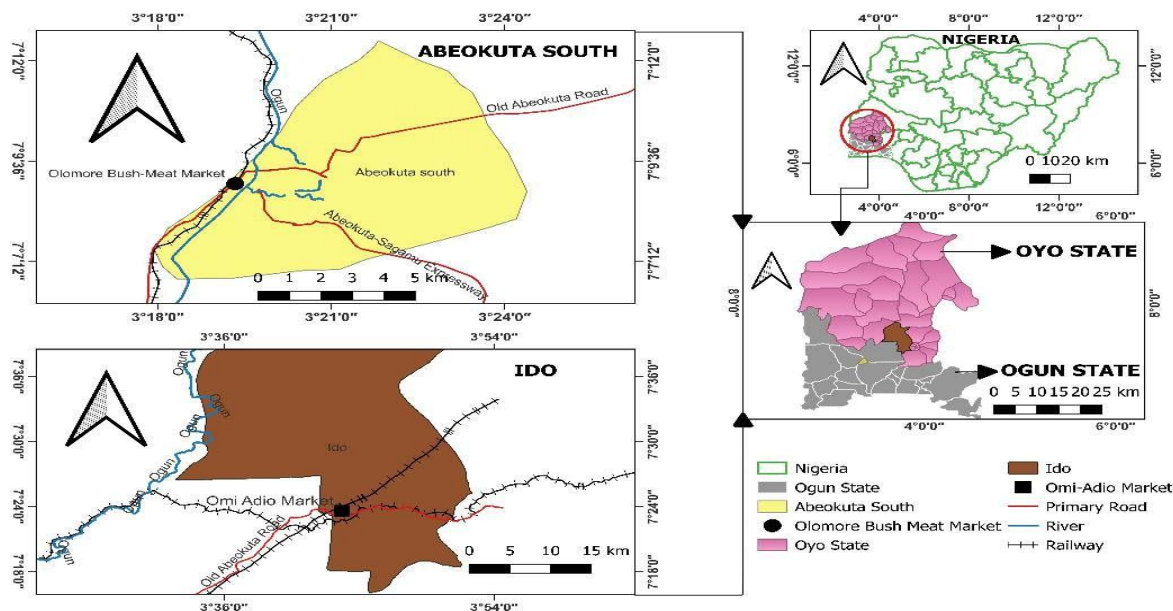 3°18'0" 3°21'0" 3°24'0"
ABEOKUTA SOUTH
7°12'0" 7°12'0"
Ogun
Old Abeokuta Road
7°9'36" 7°9'36"
Olomore Bush-Meat Market
Abeokuta south
7°7'12" 7°7'12"
Abeokuta-Sagamu Expressway
0 1 2 3 4 5 km
3°18'0" 3°21'0" 3°24'0"
4°0'0" 8°0'0" 12°0'0"
NIGERIA
12°0'0" 12°0'0"
6°0'0" 6°0'0"
0 1020 km
4°0'0" 6°0'0" 8°0'0" 10°0'0" 12°0'0" 14°0'0" 6°0'0"
OYO STATE
8°0'0" 8°0'0"
OGUN STATE
0 5 10 15 20 25 km
4°0'0" 6°0'0"
3°36'0" 3°54'0"
IDO
7°36'0" 7°36'0"
Ogun
Ogun
Ogun
7°30'0" 7°30'0"
Ido
Ogun
Ogun
Omi Adio Market
7°24'0" 7°24'0"
Old Abeokuta Road
Ogun
0 5 10 15 km
7°18'0" 7°18'0"
3°36'0" 3°54'0"
Nigeria
Ogun State
Abeokuta South
Olomore Bush Meat Market
Oyo State
Ido
Omi-Adio Market
Primary Road
River
Railway